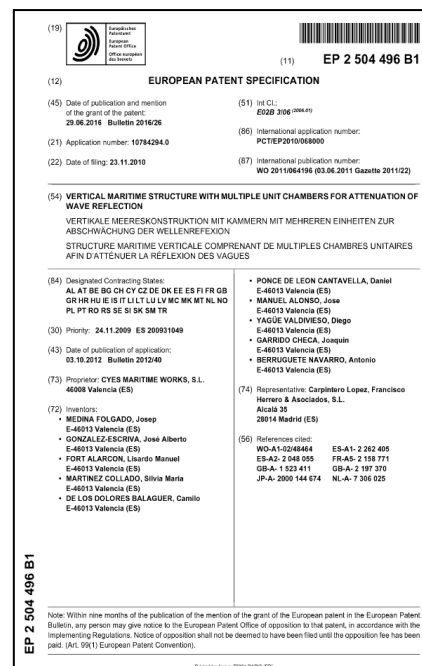 (19)
Europäisches
Patentamt
European
Patent Office
Office européen
des brevets
(11) EP 2 504 496 B1
(12) EUROPEAN PATENT SPECIFICATION
(45) Date of publication and mention
of the grant of the patent:
29.06.2016 Bulletin 2016/26
(21) Application number: 10784294.0
(22) Date of filing: 23.11.2010
(51) Int Cl.:
E02B 3/06 (2006.01)
(86) International application number:
PCT/EP2010/068000
(87) International publication number:
WO 2011/064196 (03.06.2011 Gazette 2011/22)
(54) VERTICAL MARITIME STRUCTURE WITH MULTIPLE UNIT CHAMBERS FOR ATTENUATION OF
WAVE REFLECTION
VERTIKALE MEERESKONSTRUKTION MIT KAMMERN MIT MEHREREN EINHEITEN ZUR
ABSCHWÄCHUNG DER WELLENREFEXION
STRUCTURE MARITIME VERTICALE COMPRENANT DE MULTIPLES CHAMBRES UNITAIRES
AFIN D'ATTÉNUER LA RÉFLEXION DES VAGUES
(84) Designated Contracting States:
AL AT BE BG CH CY CZ DE DK EE ES FI FR GB
GR HR HU IE IS IT LI LT LU LV MC MK MT NL NO
PL PT RO RS SE SI SK SM TR
(30) Priority: 24.11.2009 ES 200931049
(43) Date of publication of application:
03.10.2012 Bulletin 2012/40
(73) Proprietor: CYES MARITIME WORKS, S.L.
46008 Valencia (ES)
(72) Inventors:
• MEDINA FOLGADO, Josep
E-46013 Valencia (ES)
• GONZALEZ-ESCRIVA, José Alberto
E-46013 Valencia (ES)
• FORT ALARCON, Lisardo Manuel
E-46013 Valencia (ES)
• MARTINEZ COLLADO, Silvia María
E-46013 Valencia (ES)
• DE LOS DOLORES BALAGUER, Camilo
E-46013 Valencia (ES)
• PONCE DE LEON CANTAVELLA, Daniel
E-46013 Valencia (ES)
• MANUEL ALONSO, Jose
E-46013 Valencia (ES)
• YAGÜE VALDIVIESO, Diego
E-46013 Valencia (ES)
• GARRIDO CHECA, Joaquin
E-46013 Valencia (ES)
• BERRUGUETE NAVARRO, Antonio
E-46013 Valencia (ES)
(74) Representative: Carpintero Lopez, Francisco
Herrero & Asociados, S.L.
Alcalá 35
28014 Madrid (ES)
(56) References cited:
WO-A1-02/48464 ES-A1- 2 262 405
ES-A2- 2 048 055 FR-A5- 2 158 771
GB-A- 1 523 411 GB-A- 2 197 370
JP-A- 2000 144 674 NL-A- 7 306 025
EP 2 504 496 B1
Note: Within nine months of the publication of the mention of the grant of the European patent in the European Patent
Bulletin, any person may give notice to the European Patent Office of opposition to that patent, in accordance with the
Implementing Regulations. Notice of opposition shall not be deemed to have been filed until the opposition fee has been
paid. (Art. 99(1) European Patent Convention).